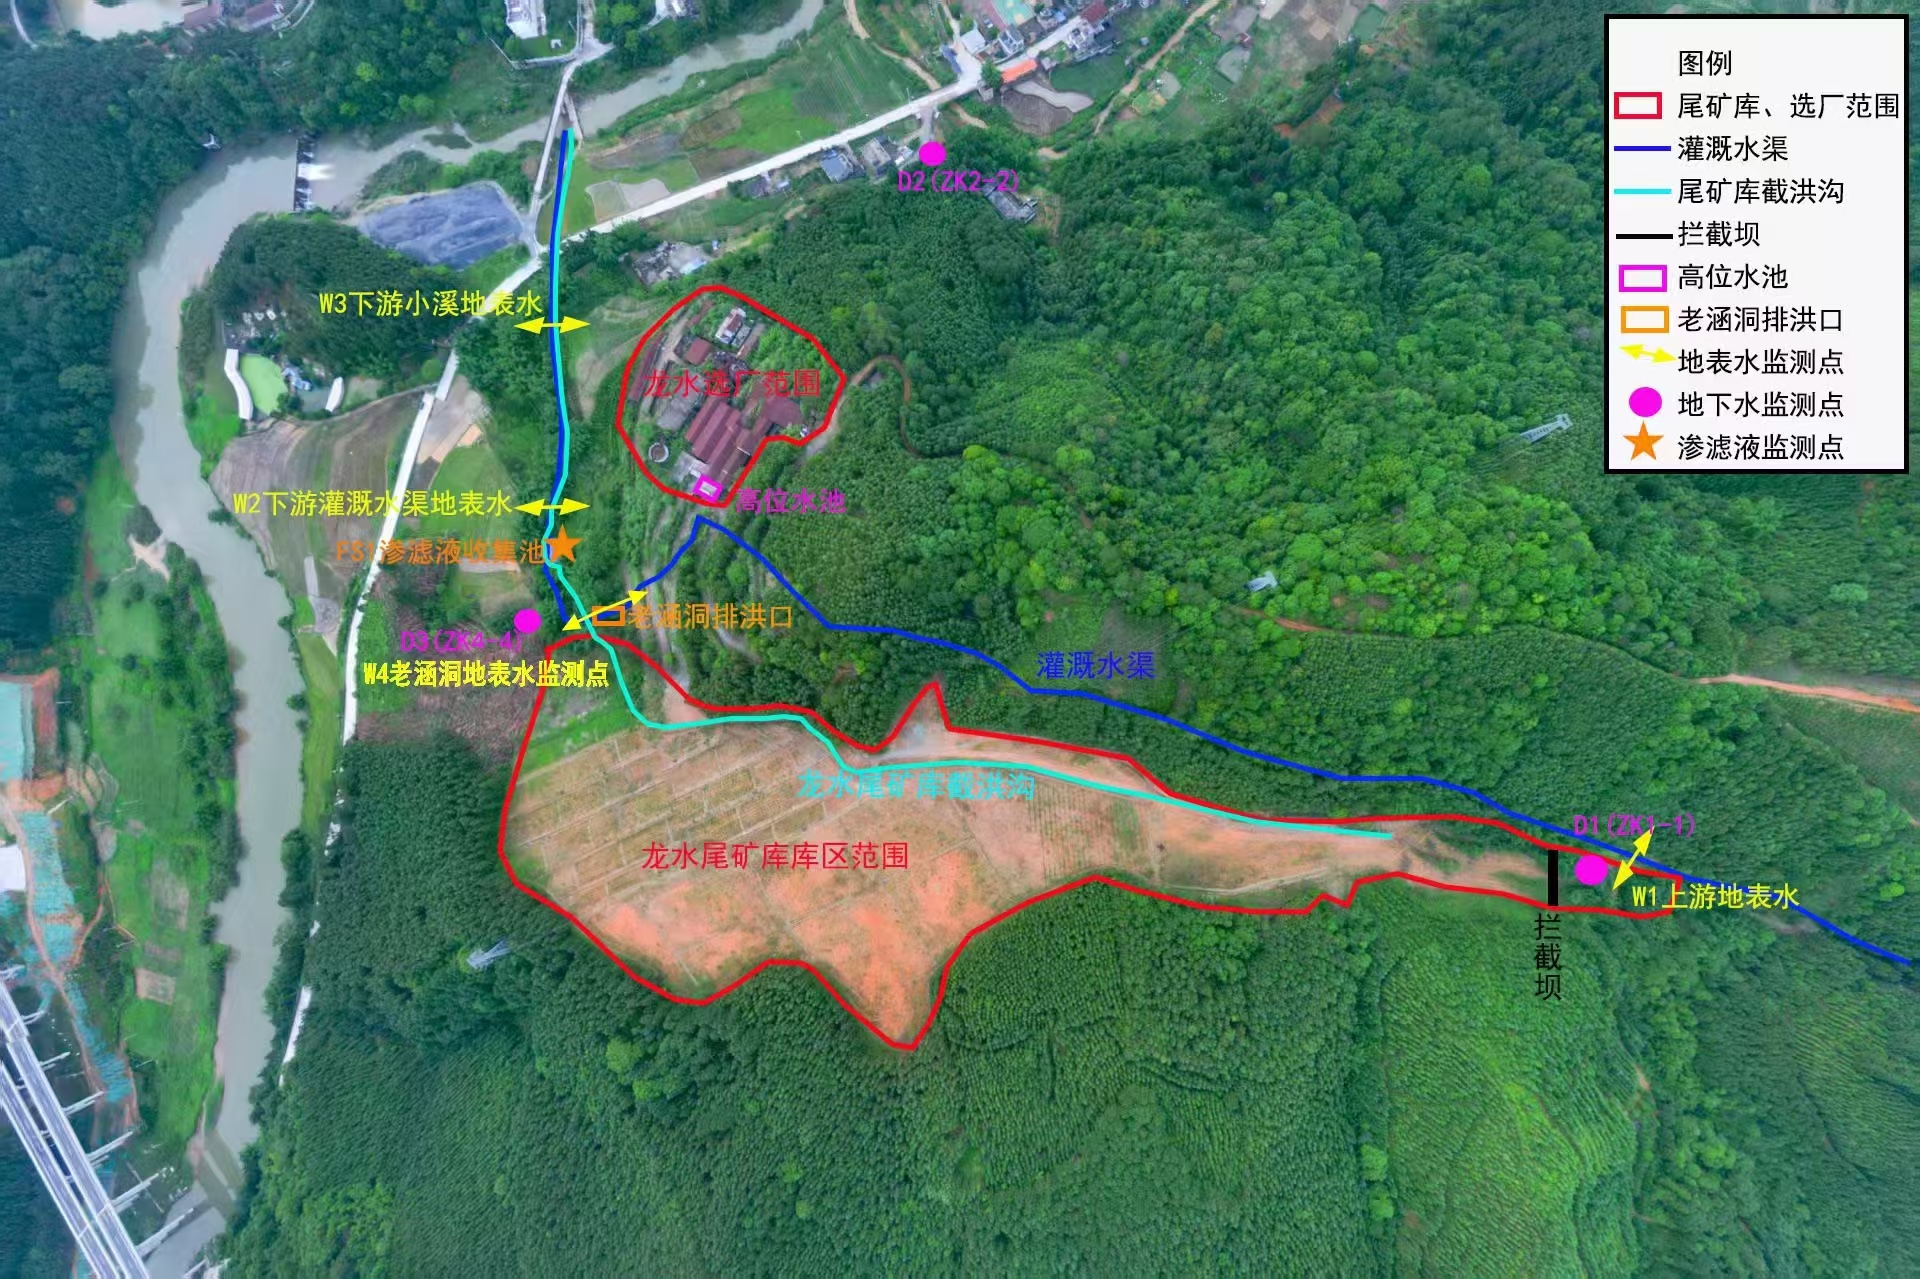 图例
尾矿库、选厂范围
灌溉水渠
尾矿库截洪沟
拦截坝
高位水池
老涵洞排洪口
地表水监测点
地下水监测点
渗滤液监测点
D2(ZK2-2)
W3下游小溪地表水
龙水选厂范围
W2下游灌溉水渠地表水
高位水池
FS1渗滤液收集池
老涵洞排洪口
D3(ZK4-4)
W4老涵洞地表水监测点
灌溉水渠
龙水尾矿库截洪沟
D1(ZK1-1)
龙水尾矿库库区范围
W1上游地表水
拦截坝